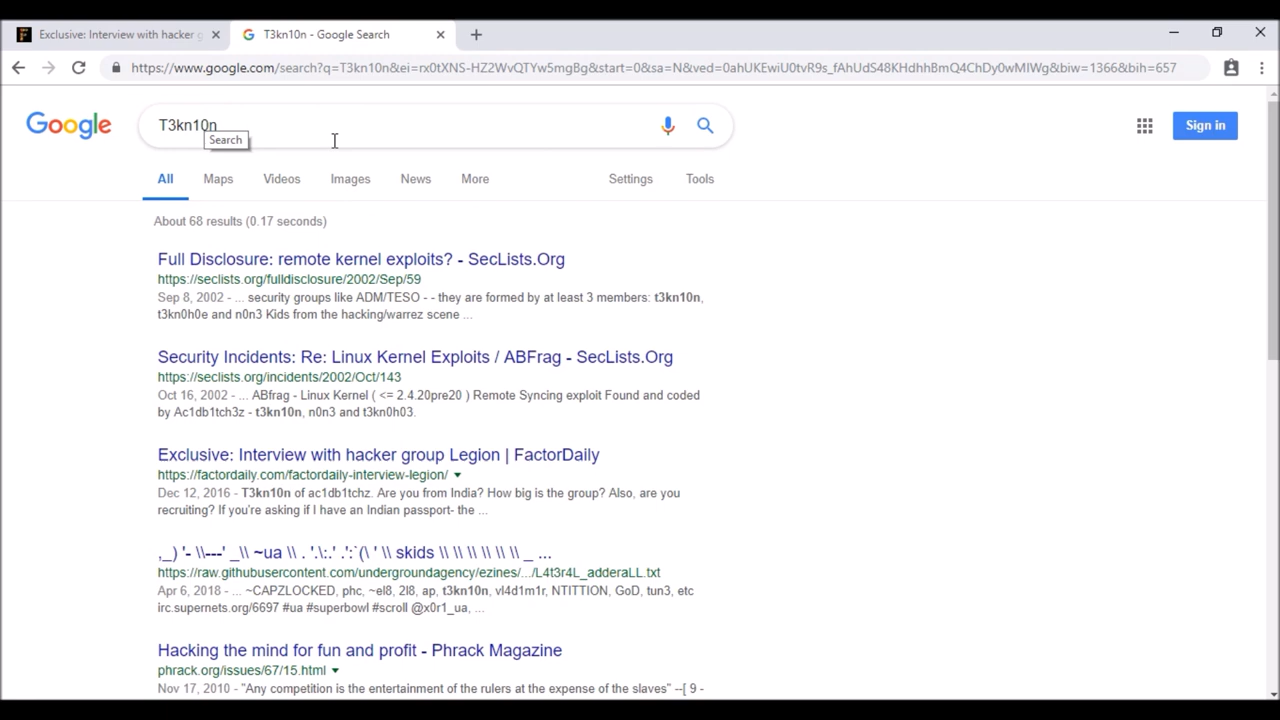 Exclusive: Interview with hacker g
T3kn10n - Google Search
https://www.google.com/search?q=T3kn10n&ei=rx0tXNS-HZ2WvQTYw5mgBg&start=0&sa=N&ved=0ahUKEwiU0tvR9s_fAhUdS48KHdhhBmQ4ChDy0wMIWg&biw=1366&bih=657
Google
T3kn10n
Sign in
Search
All Maps Videos Images News More Settings Tools
About 68 results (0.17 seconds)
Full Disclosure: remote kernel exploits? - SecLists.Org
https://seclists.org/fulldisclosure/2002/Sep/59
Sep 8, 2002 - ... security groups like ADM/TESO - - they are formed by at least 3 members: t3kn10n,
t3kn0h0e and n0n3 Kids from the hacking/warrez scene ...
Security Incidents: Re: Linux Kernel Exploits / ABFrag - SecLists.Org
https://seclists.org/incidents/2002/Oct/143
Oct 16, 2002 - ... ABfrag - Linux Kernel ( <= 2.4.20pre20 ) Remote Syncing exploit Found and coded
by Ac1db1tch3z - t3kn10n, n0n3 and t3kn0h03.
Exclusive: Interview with hacker group Legion | FactorDaily
https://factordaily.com/factordaily-interview-legion/
Dec 12, 2016 - T3kn10n of ac1db1tchz. Are you from India? How big is the group? Also, are you
recruiting? If you're asking if I have an Indian passport- the ...
,_) '- \\---' _\\ ~ua \\ . '.\:.' .':`(\ ' \\ skids \\ \\ \\ \\ \\ \\ _ ...
https://raw.githubusercontent.com/undergroundagency/ezines/.../L4t3r4L_adderaLL.txt
Apr 6, 2018 - ... ~CAPZLOCKED, phc, ~el8, 2l8, ap, t3kn10n, vl4d1m1r, NTITTION, GoD, tun3, etc
irc.supernets.org/6697 #ua #superbowl #scroll @x0r1_ua, ...
Hacking the mind for fun and profit - Phrack Magazine
phrack.org/issues/67/15.html
Nov 17, 2010 - "Any competition is the entertainment of the rulers at the expense of the slaves" --[ 9 -